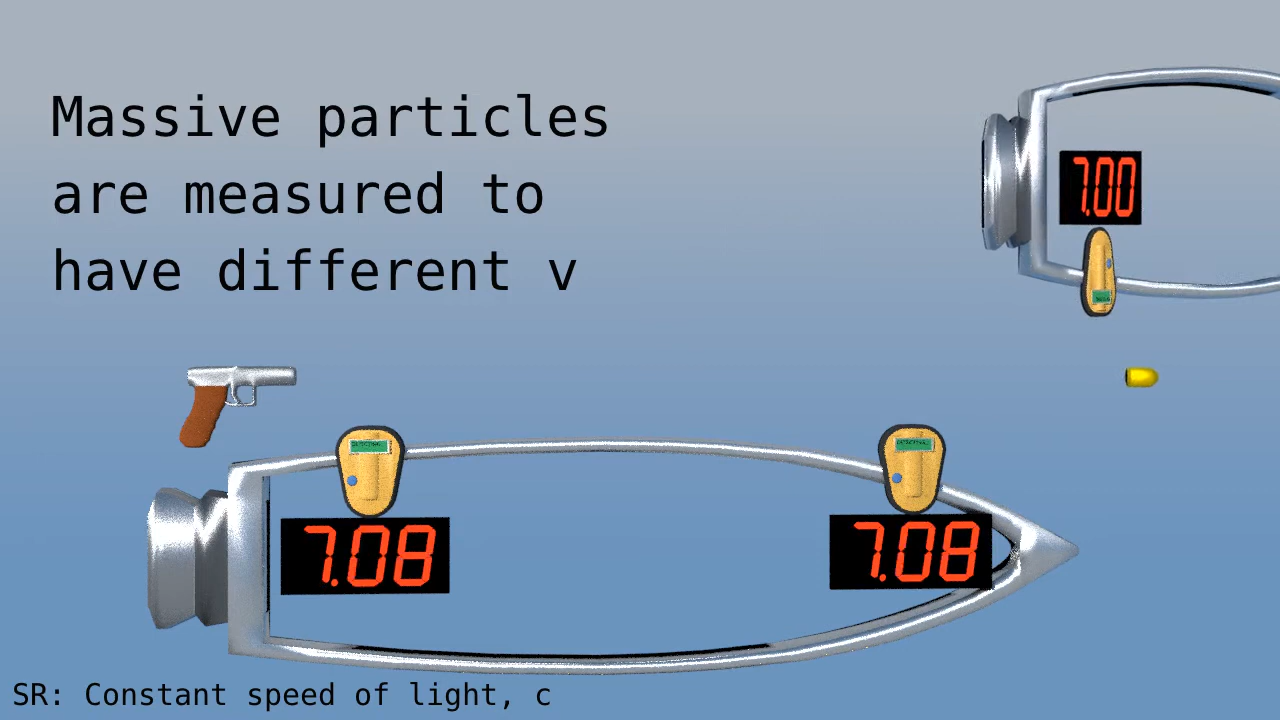 Massive particles
are measured to
have different v
7.00
7.08
7.08
SR: Constant speed of light, c